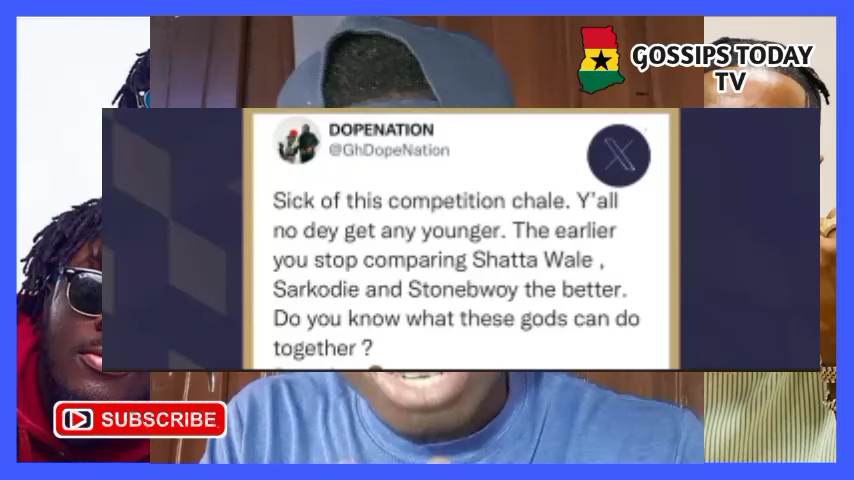 GOSSIPS TODAY
TV
DOPENATION
@GhDopeNation
Sick of this competition chale. Y'all
no dey get any younger. The earlier
you stop comparing Shatta Wale ,
Sarkodie and Stonebwoy the better.
Do you know what these gods can do
together ?
SUBSCRIBE